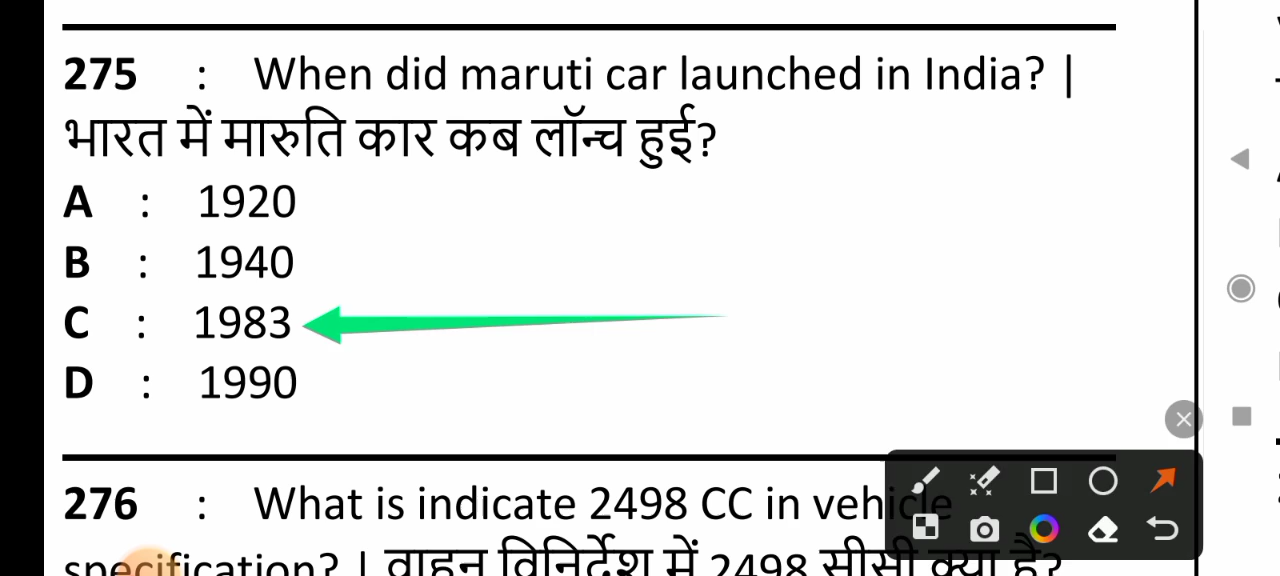 275 : When did maruti car launched in India? |
भारत में मारुति कार कब लॉन्च हुई?
A : 1920
B : 1940
C : 1983
D : 1990
276 : What is indicate 2498 CC in vehicle
specification? | वाहन विनिर्देश में 2498 सीसी क्या है?